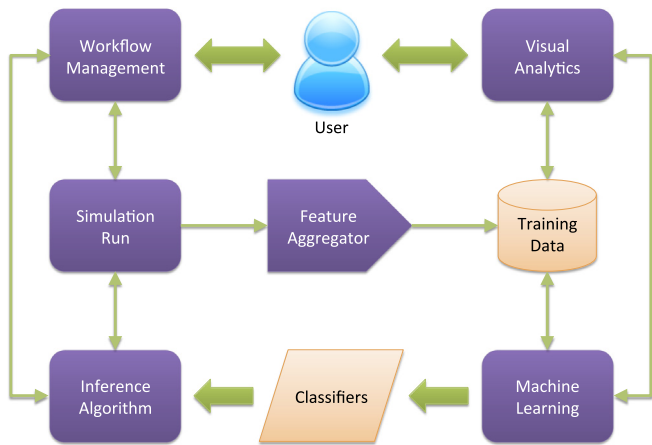 Workflow
Management
User
Visual
Analytics
Simulation
Run
Feature
Aggregator
Training
Data
Inference
Algorithm
Classifiers
Machine
Learning